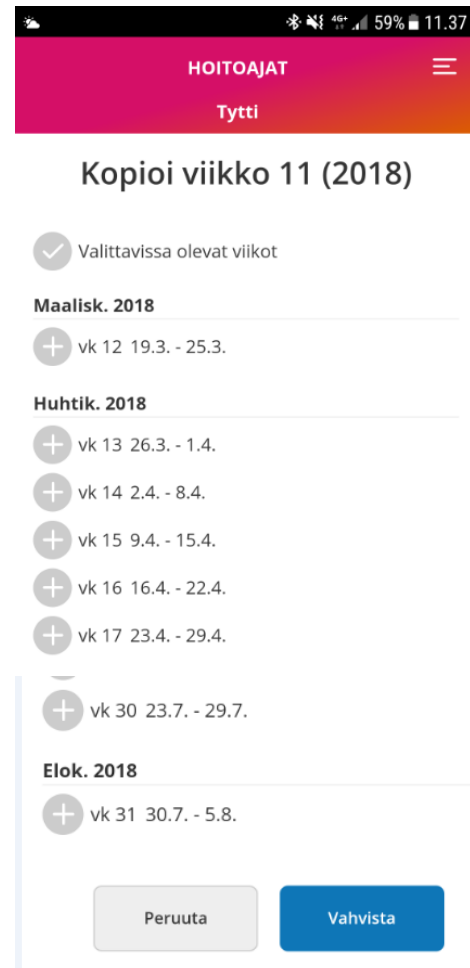 4G+ 59% 11.37
HOITOAJAT
Tytti
Kopioi viikko 11 (2018)
Valittavissa olevat viikot
Maalisk. 2018
vk 12 19.3. - 25.3.
Huhtik. 2018
vk 13 26.3. - 1.4.
vk 14 2.4. - 8.4.
vk 15 9.4. - 15.4.
vk 16 16.4. - 22.4.
vk 17 23.4. - 29.4.
vk 30 23.7. - 29.7.
Elok. 2018
vk 31 30.7. - 5.8.
Peruuta Vahvista